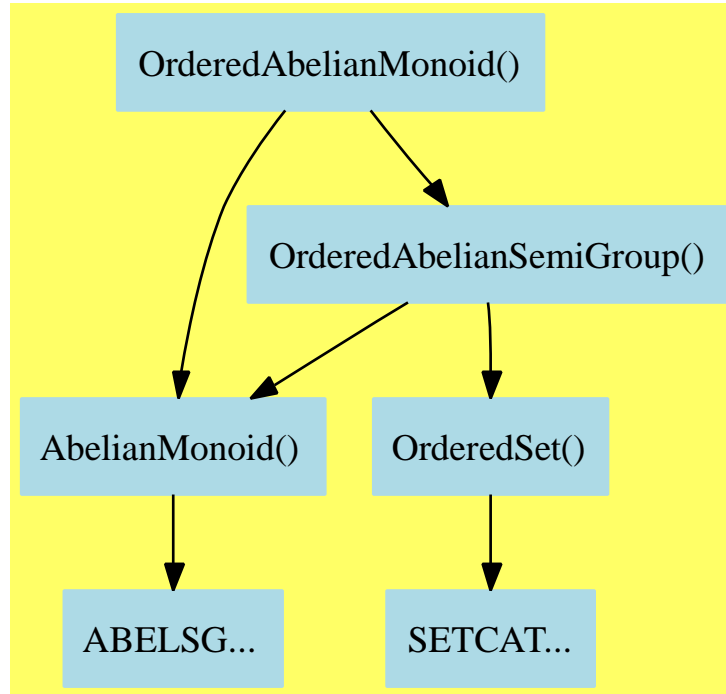 OrderedAbelianMonoid()
OrderedAbelianSemiGroup()
AbelianMonoid()
OrderedSet()
ABELSG...
SETCAT...